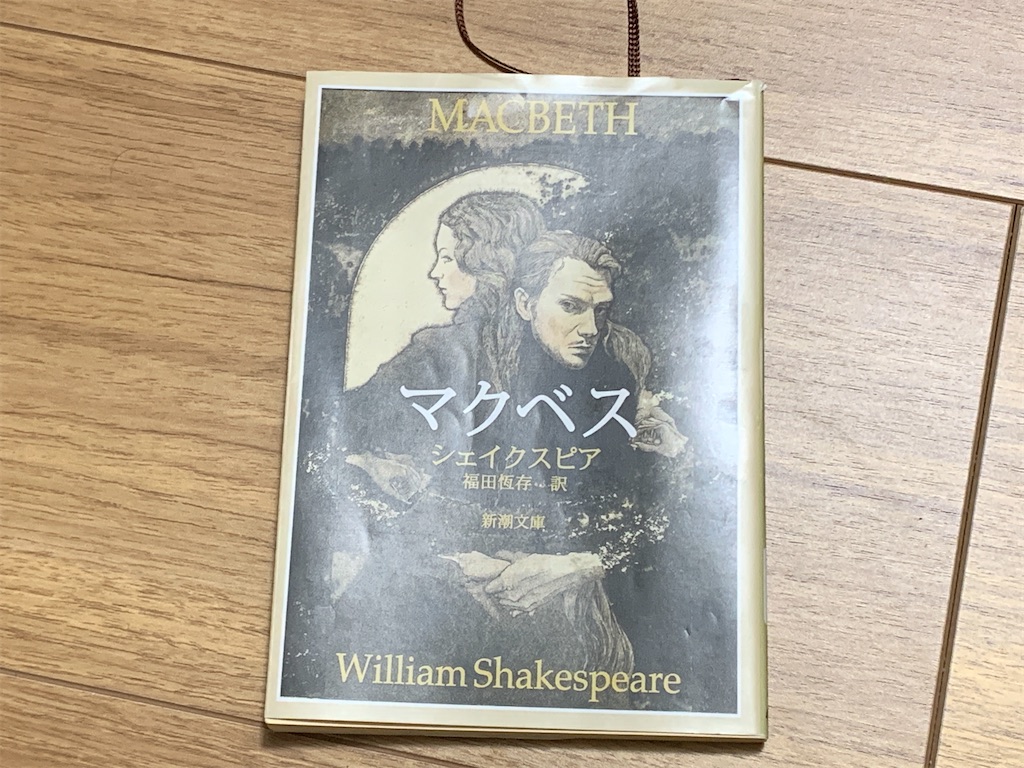 MACBETH
マクベス
シェイクスピア
福田恆存 訳
新潮文庫
William Shakespeare